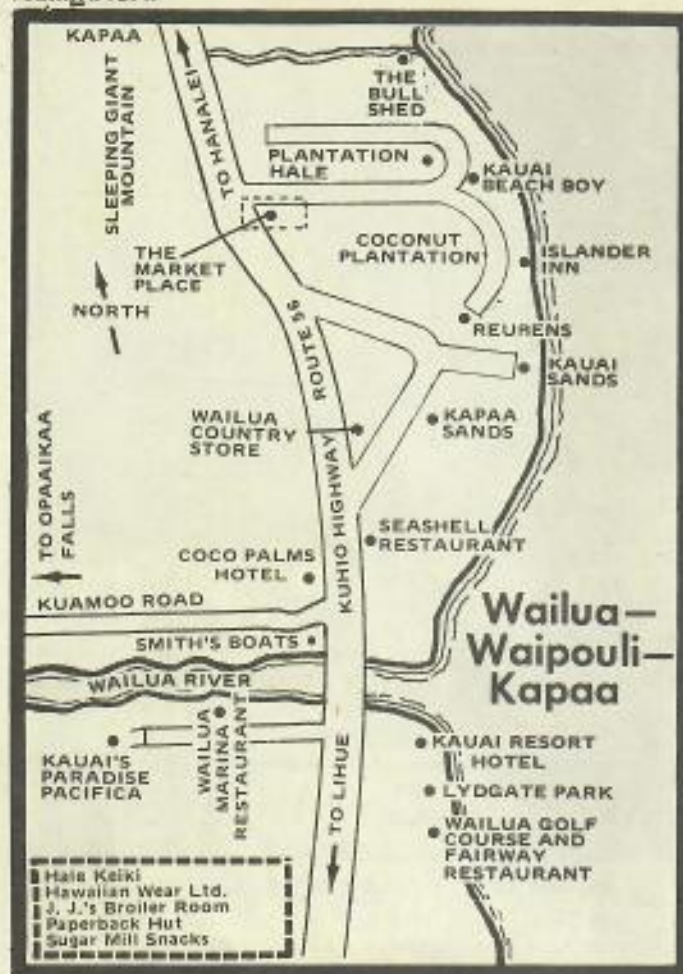 KAPAA
SLEEPING GIANT
MOUNTAIN
TO HANALEI
THE
BULL
SHED
PLANTATION
HALE
KAUAI
BEACH BOY
THE
MARKET
PLACE
COCONUT
PLANTATION
ISLANDER
INN
NORTH
REUBENS
ROUTE 56
KAUAI
SANDS
WAILUA
COUNTRY
STORE
KAPAA
SANDS
TO OPAAIKAA
FALLS
KUHIO HIGHWAY
SEASHELL
RESTAURANT
COCO PALMS
HOTEL
KUAMOO ROAD
SMITH'S BOATS
WAILUA RIVER
Wailua—
Waipouli—
Kapaa
KAUAI'S
PARADISE
PACIFICA
WAILUA
MARINA
RESTAURANT
TO LIHUE
KAUAI RESORT
HOTEL
LYDGATE PARK
WAILUA GOLF
COURSE AND
FAIRWAY
RESTAURANT
Hale Keiki
Hawaiian Wear Ltd.
J. J.'s Broiler Room
Paperback Hut
Sugar Mill Snacks